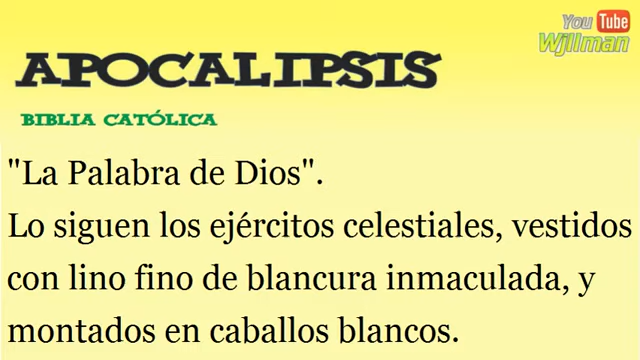 You Tube
Wjllman
APOCALIPSIS
BIBLIA CATÓLICA
"La Palabra de Dios".
Lo siguen los ejércitos celestiales, vestidos
con lino fino de blancura inmaculada, y
montados en caballos blancos.